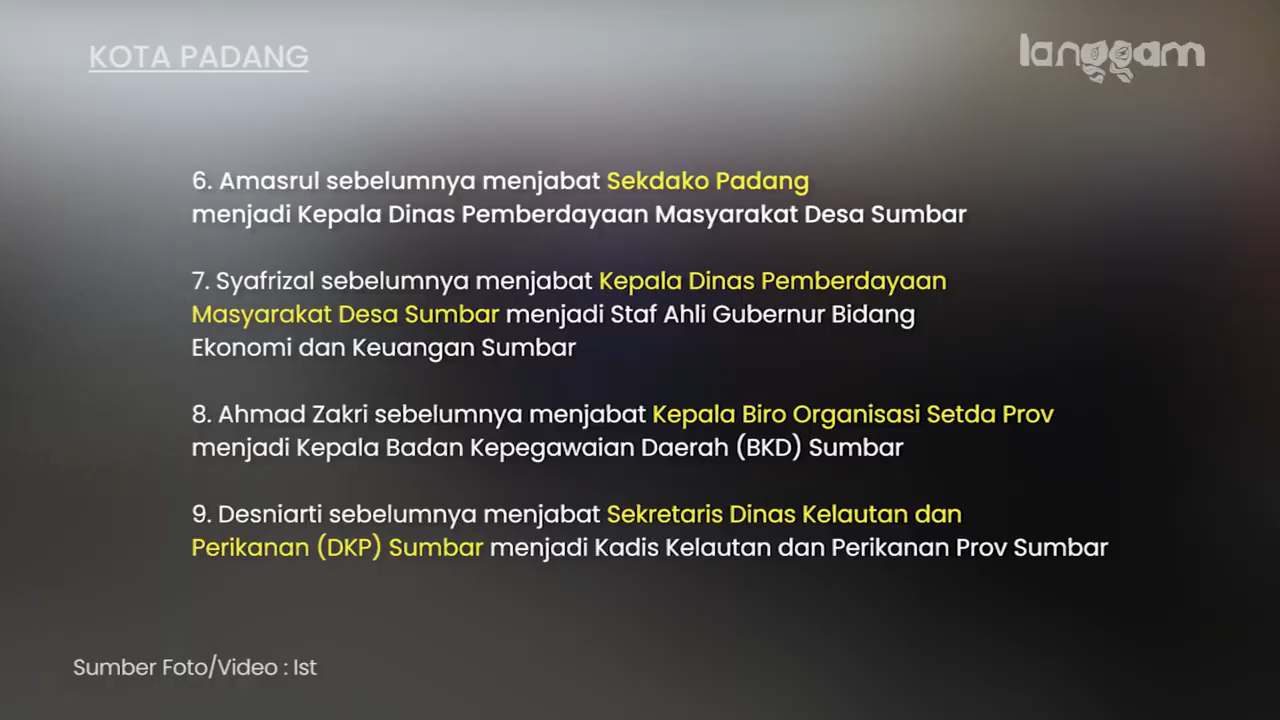 KOTA PADANG
langgam
6. Amasrul sebelumnya menjabat Sekdako Padang
menjadi Kepala Dinas Pemberdayaan Masyarakat Desa Sumbar
7. Syafrizal sebelumnya menjabat Kepala Dinas Pemberdayaan
Masyarakat Desa Sumbar menjadi Staf Ahli Gubernur Bidang
Ekonomi dan Keuangan Sumbar
8. Ahmad Zakri sebelumnya menjabat Kepala Biro Organisasi Setda Prov
menjadi Kepala Badan Kepegawaian Daerah (BKD) Sumbar
9. Desniarti sebelumnya menjabat Sekretaris Dinas Kelautan dan
Perikanan (DKP) Sumbar menjadi Kadis Kelautan dan Perikanan Prov Sumbar
Sumber Foto/Video : Ist